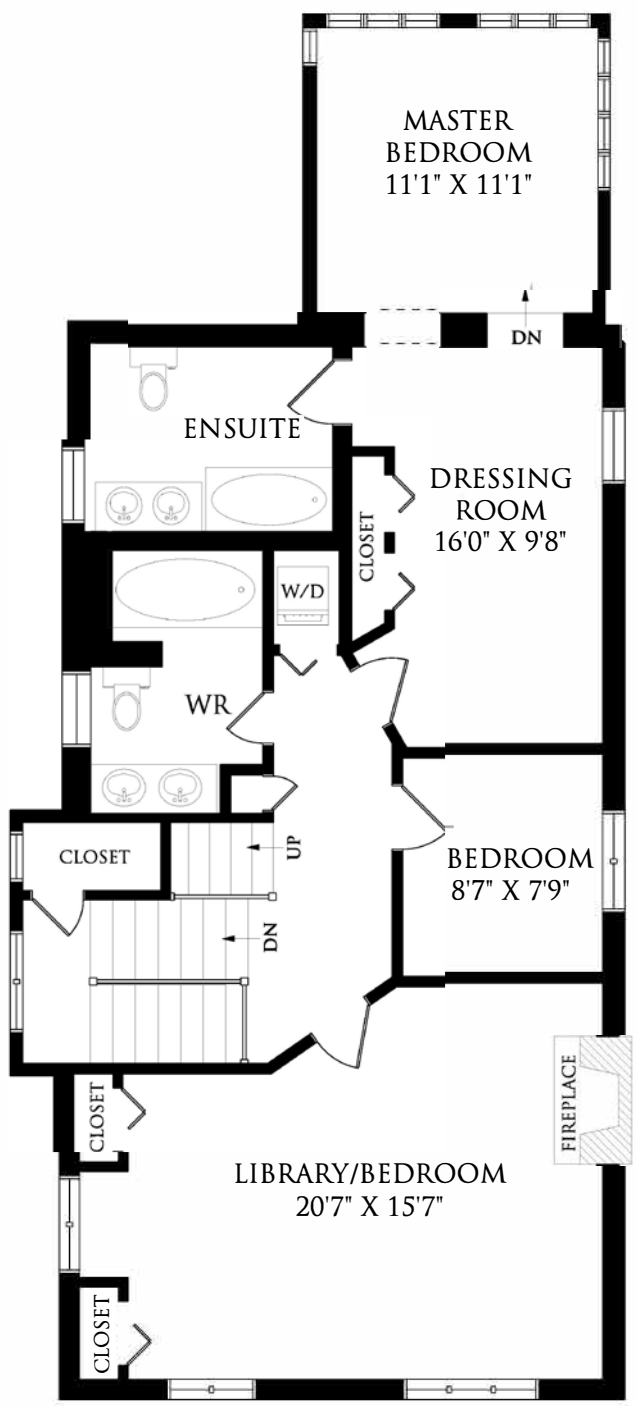 MASTER
BEDROOM
11'1" X 11'1"
DN
ENSUITE
DRESSING
ROOM
16'0" X 9'8"
CLOSET
W/D
WR
UP
CLOSET
BEDROOM
8'7" X 7'9"
DN
FIREPLACE
CLOSET
LIBRARY/BEDROOM
20'7" X 15'7"
CLOSET